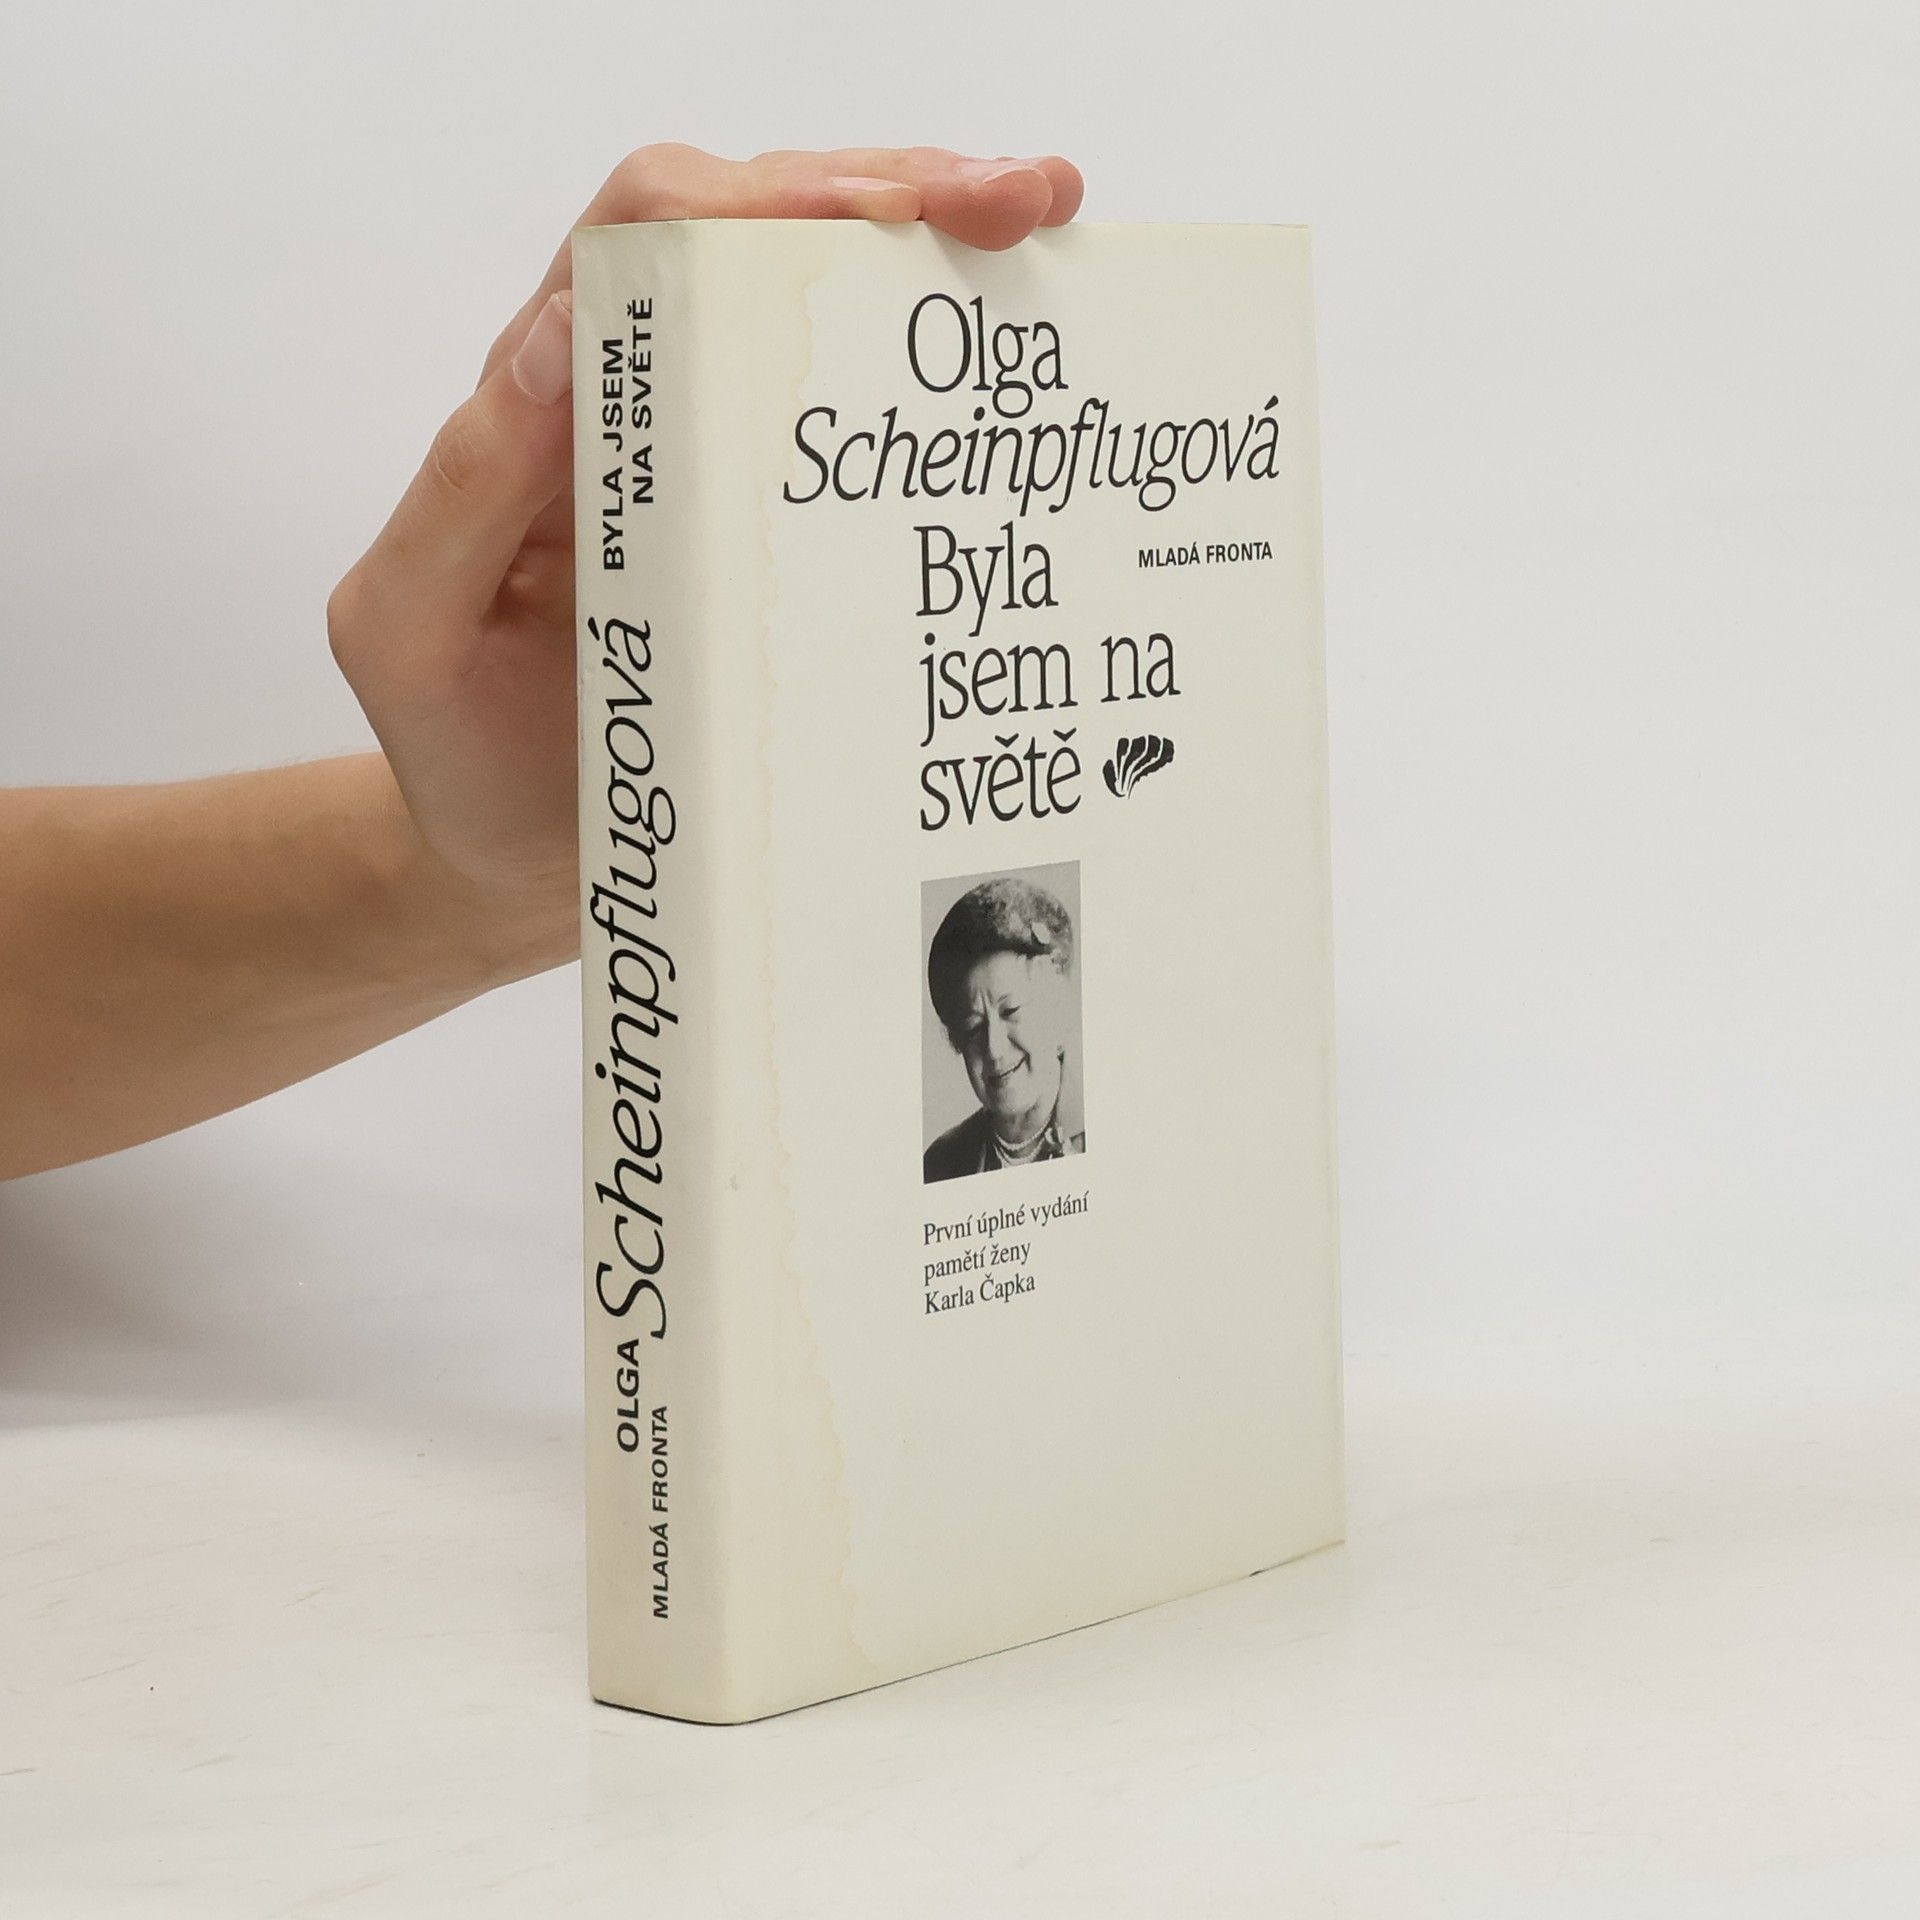 Olga
Scheinpflugová
Byla
MLADÁ FRONTA
jsem na
světě
První úplné vydání
pamětí ženy
Karla Čapka
MLADÁ FRONTA
OLGA Scheinpflugová
BYLA JSEM
NA SVĚTĚ